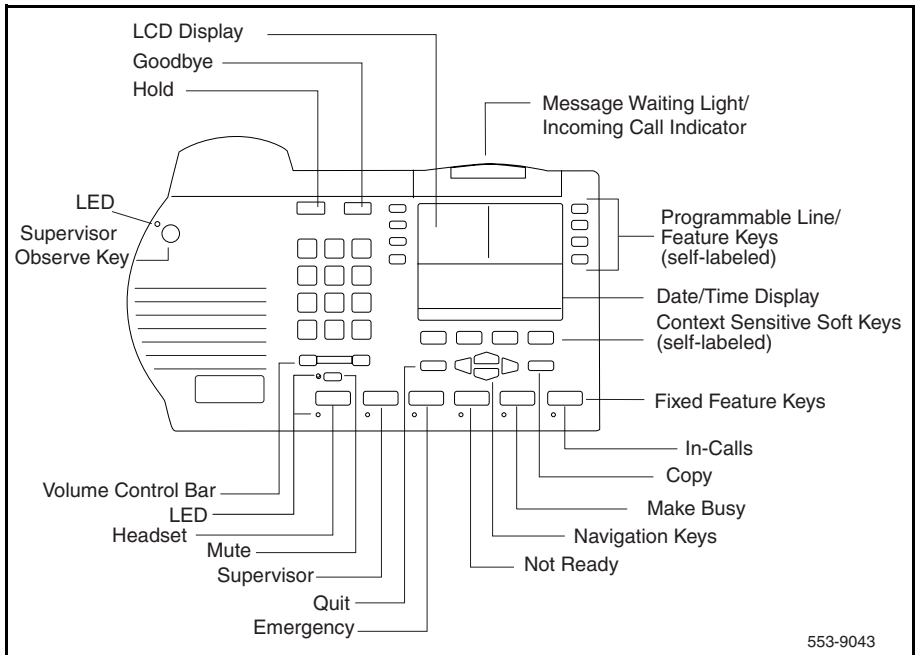 LCD Display
Goodbye
Hold
Message Waiting Light/
Incoming Call Indicator
LED
Supervisor
Observe Key
Programmable Line/
Feature Keys
(self-labeled)
Date/Time Display
Context Sensitive Soft Keys
(self-labeled)
Fixed Feature Keys
In-Calls
Copy
Volume Control Bar
Make Busy
LED
Headset
Navigation Keys
Mute
Not Ready
Supervisor
Quit
Emergency
553-9043